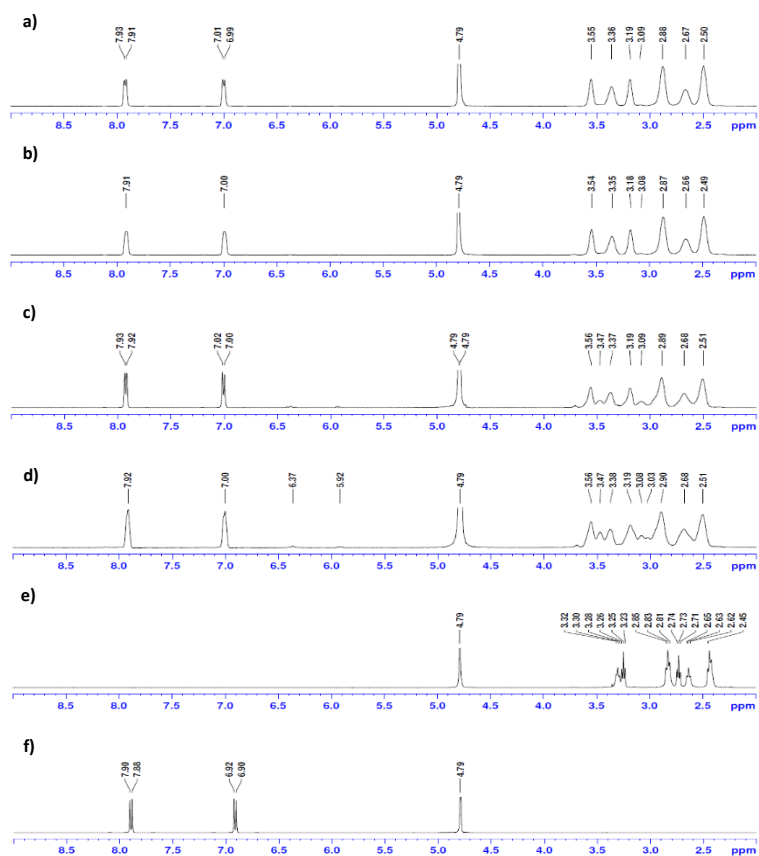 a)
7.93 7.91 7.01 6.99 4.79 3.55 3.36 3.19 3.09 2.88 2.67 2.50
8.5 8.0 7.5 7.0 6.5 6.0 5.5 5.0 4.5 4.0 3.5 3.0 2.5 ppm
b)
7.91 7.00 4.79 3.54 3.35 3.18 3.08 2.87 2.66 2.49
8.5 8.0 7.5 7.0 6.5 6.0 5.5 5.0 4.5 4.0 3.5 3.0 2.5 ppm
c)
7.93 7.92 7.02 7.00 4.79 4.79 3.56 3.47 3.37 3.19 3.09 2.89 2.68 2.51
8.5 8.0 7.5 7.0 6.5 6.0 5.5 5.0 4.5 4.0 3.5 3.0 2.5 ppm
d)
7.92 7.00 6.37 5.92 4.79 3.56 3.47 3.38 3.19 3.08 3.03 2.90 2.68 2.51
8.5 8.0 7.5 7.0 6.5 6.0 5.5 5.0 4.5 4.0 3.5 3.0 2.5 ppm
e)
4.79 3.32 3.30 3.28 3.26 3.25 3.23 2.85 2.83 2.81 2.74 2.73 2.71 2.65 2.63 2.62 2.45
8.5 8.0 7.5 7.0 6.5 6.0 5.5 5.0 4.5 4.0 3.5 3.0 2.5 ppm
f)
7.90 7.88 6.92 6.90 4.79
8.5 8.0 7.5 7.0 6.5 6.0 5.5 5.0 4.5 4.0 3.5 3.0 2.5 ppm